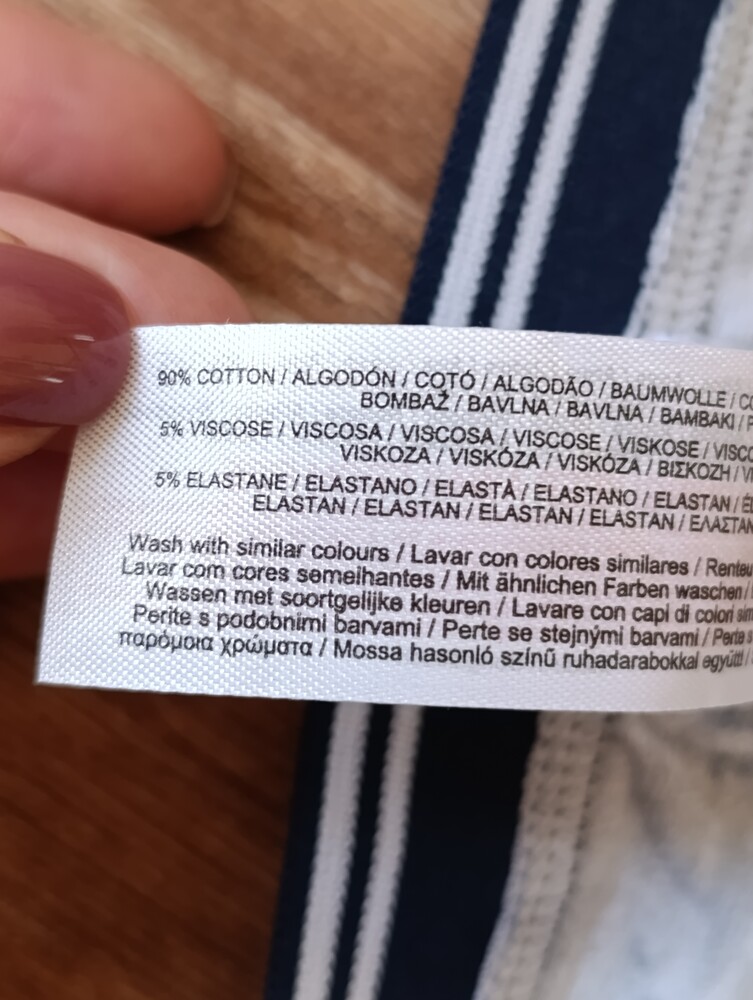 90% COTTON / ALGODÓN / COTÓ / ALGODÃO / BAUMWOLLE /
BOMBAŽ / BAVLNA / BAVLNA / BAMBAKI /
5% VISCOSE / VISCOSA / VISCOSA / VISCOSE / VISKOSE /
VISKOZA / VISKÓZA / VISKÓZA / ΒΙΣΚΟΖΗ /
5% ELASTANE / ELASTANO / ELASTÀ / ELASTANO / ELASTAN /
ELASTAN / ELASTAN / ELASTAN / ELASTAN /
Wash with similar colours / Lavar con colores similares /
Lavar com cores semelhantes / Mit ähnlichen Farben waschen /
Wassen met soortgelijke kleuren / Lavare con capi di colori
Perite s podobnimi barvami / Perte se stejnými barvami / Perte
παρόμοια χρώματα / Mossa hasonló színű ruhadarabokkal együtt! /